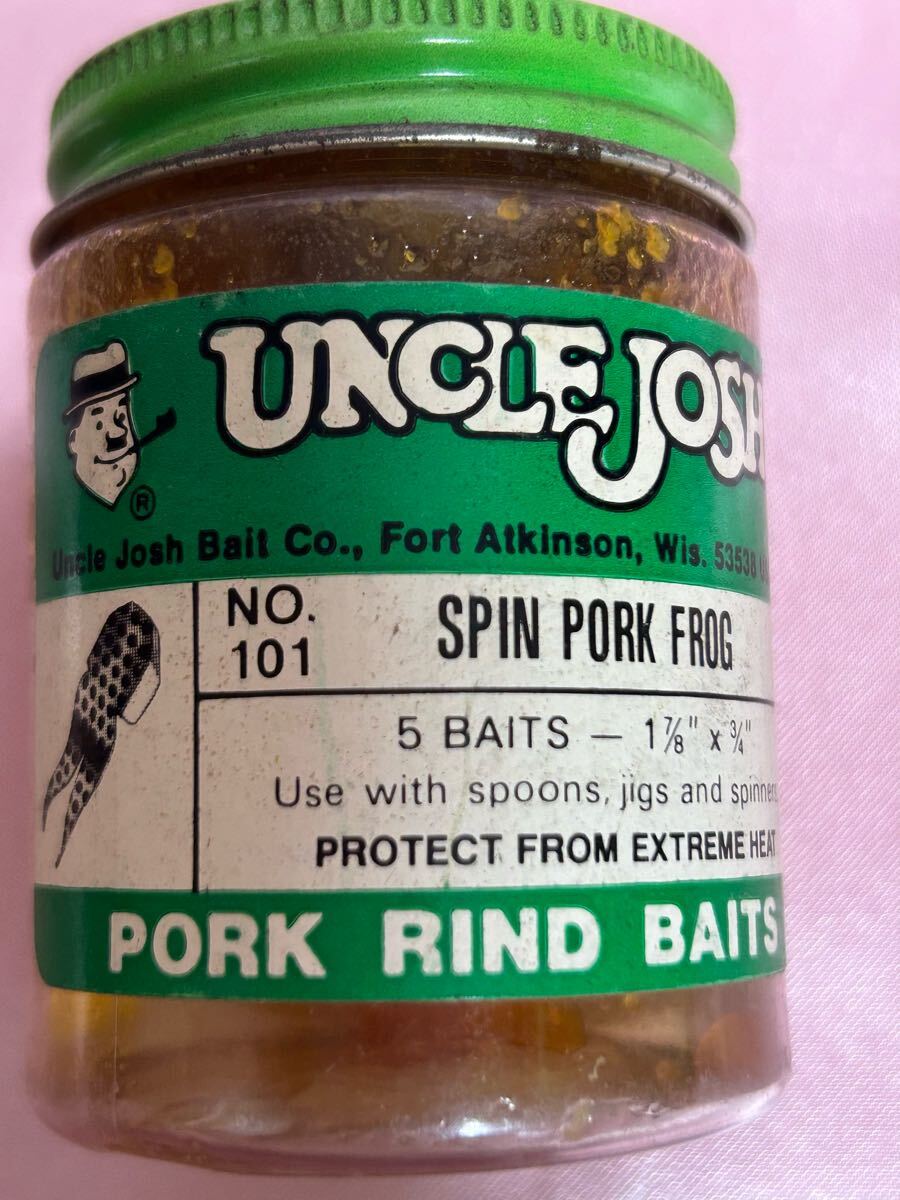 UNCLE JOSH
®
Uncle Josh Bait Co., Fort Atkinson, Wis. 53538
NO. 101
SPIN PORK FROG
5 BAITS — 1⅞" x ¾"
Use with spoons, jigs and spinners
PROTECT FROM EXTREME HEAT
PORK RIND BAITS